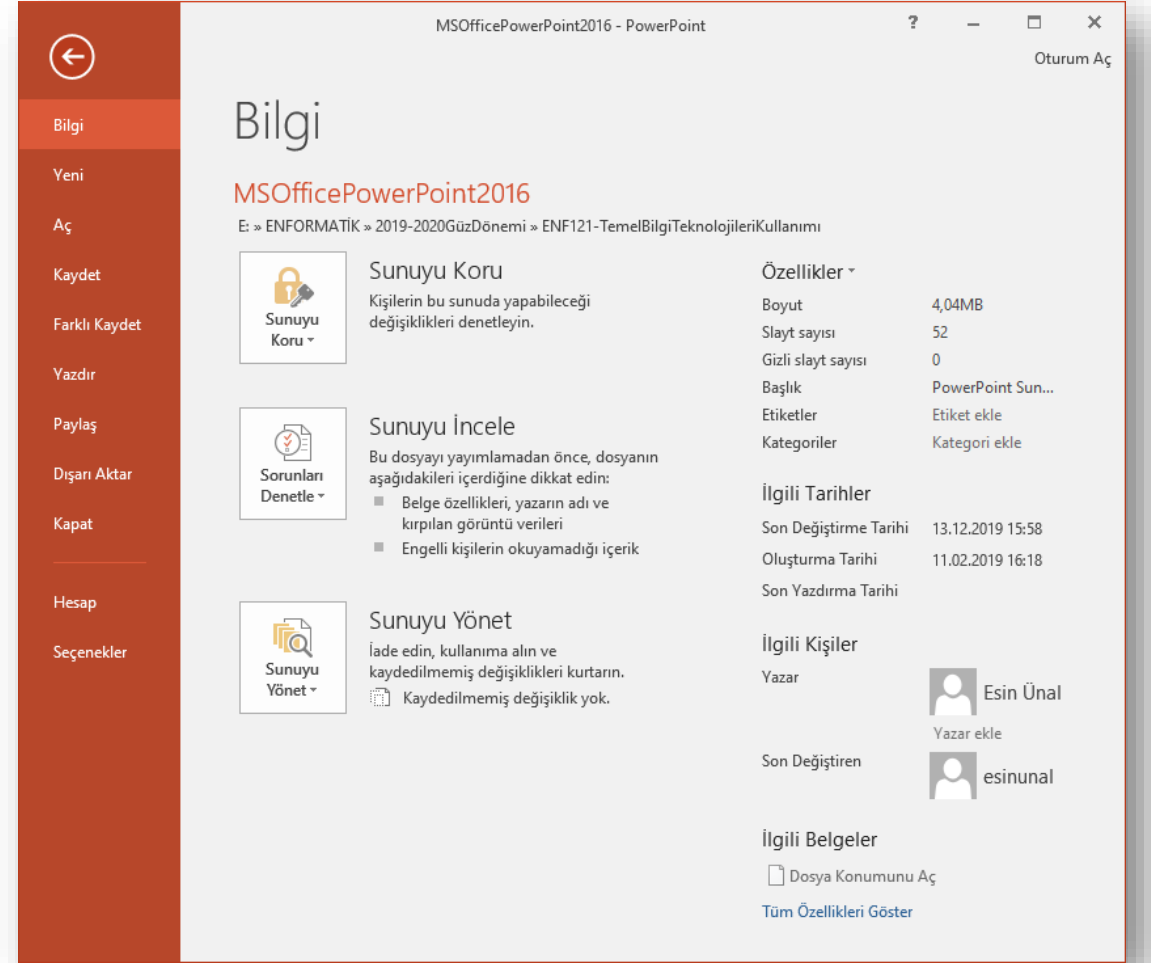 MSOfficePowerPoint2016 - PowerPoint
?
Oturum Aç
Bilgi
Yeni
Aç
Kaydet
Farklı Kaydet
Yazdır
Paylaş
Dışarı Aktar
Kapat
Hesap
Seçenekler
Bilgi
MSOfficePowerPoint2016
E: » ENFORMATİK » 2019-2020GüzDönemi » ENF121-TemelBilgiTeknolojileriKullanımı
Sunuyu
Koru
Sunuyu Koru
Kişilerin bu sunuda yapabileceği
değişiklikleri denetleyin.
Sorunları
Denetle
Sunuyu İncele
Bu dosyayı yayımlamadan önce, dosyanın
aşağıdakileri içerdiğine dikkat edin:
Belge özellikleri, yazarın adı ve
kırpılan görüntü verileri
Engelli kişilerin okuyamadığı içerik
Sunuyu
Yönet
Sunuyu Yönet
İade edin, kullanıma alın ve
kaydedilmemiş değişiklikleri kurtarın.
Kaydedilmemiş değişiklik yok.
Özellikler
Boyut 4,04MB
Slayt sayısı 52
Gizli slayt sayısı 0
Başlık PowerPoint Sun...
Etiketler Etiket ekle
Kategoriler Kategori ekle
İlgili Tarihler
Son Değiştirme Tarihi 13.12.2019 15:58
Oluşturma Tarihi 11.02.2019 16:18
Son Yazdırma Tarihi
İlgili Kişiler
Yazar Esin Ünal
Yazar ekle
Son Değiştiren esinunal
İlgili Belgeler
Dosya Konumunu Aç
Tüm Özellikleri Göster